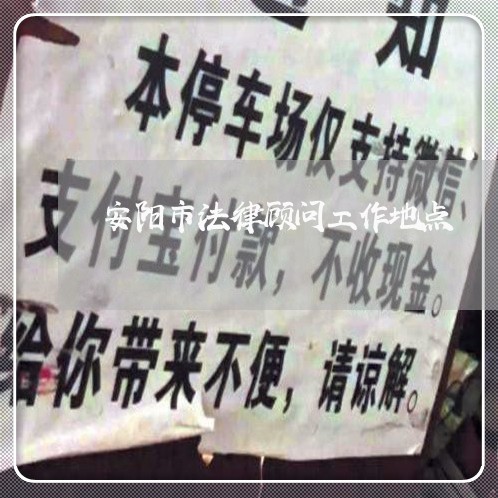 通知
本停车场仅支持微信、
支付宝付款，不收现金。
给你带来不便，请谅解。
安阳市法律顾问工作地点